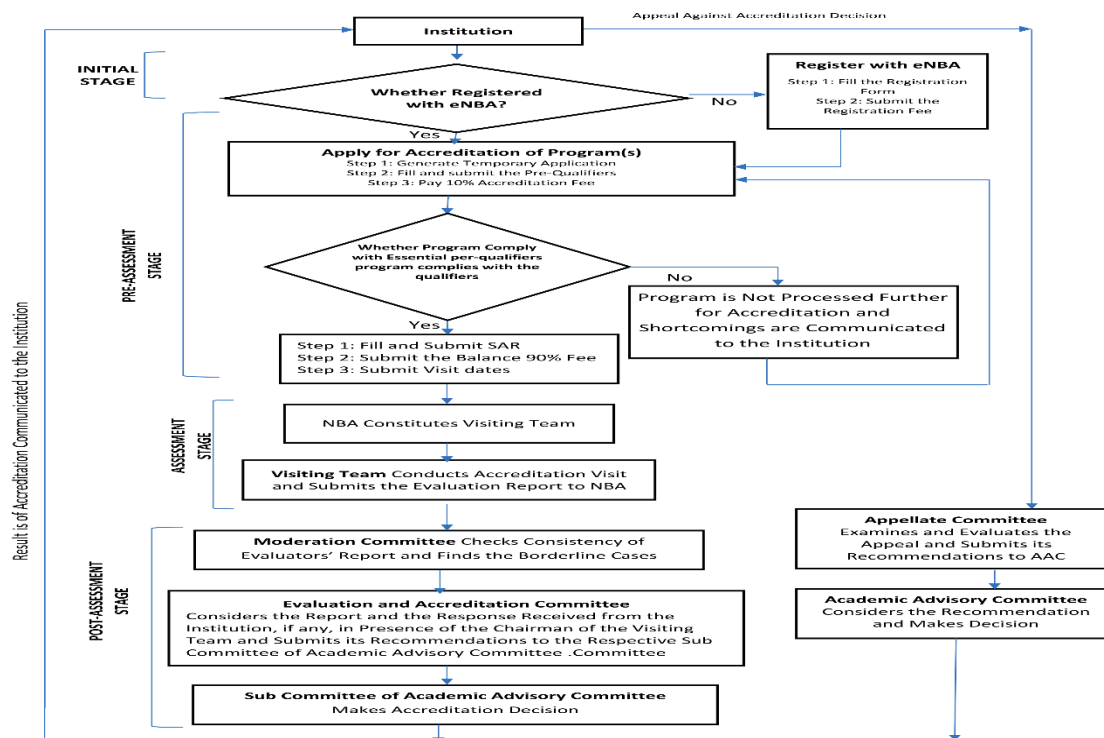 Appeal Against Accreditation Decision
Institution
INITIAL
STAGE
Whether Registered
with eNBA?
No
Register with eNBA
Step 1: Fill the Registration
Form
Step 2: Submit the
Registration Fee
Yes
Apply for Accreditation of Program(s)
Step 1: Generate Temporary Application
Step 2: Fill and submit the Pre-Qualifiers
Step 3: Pay 10% Accreditation Fee
PRE-ASSESSMENT
STAGE
Whether Program Comply
with Essential per-qualifiers
program complies with the
qualifiers
No
Program is Not Processed Further
for Accreditation and
Shortcomings are Communicated
to the Institution
Yes
Step 1: Fill and Submit SAR
Step 2: Submit the Balance 90% Fee
Step 3: Submit Visit dates
ASSESSMENT
STAGE
NBA Constitutes Visiting Team
Visiting Team Conducts Accreditation Visit
and Submits the Evaluation Report to NBA
POST-ASSESSMENT
STAGE
Moderation Committee Checks Consistency of
Evaluators' Report and Finds the Borderline Cases
Evaluation and Accreditation Committee
Considers the Report and the Response Received from the
Institution, if any, in Presence of the Chairman of the Visiting
Team and Submits its Recommendations to the Respective Sub
Committee of Academic Advisory Committee .Committee
Sub Committee of Academic Advisory Committee
Makes Accreditation Decision
Appellate Committee
Examines and Evaluates the
Appeal and Submits its
Recommendations to AAC
Academic Advisory Committee
Considers the Recommendation
and Makes Decision
Result is of Accreditation Communicated to the Institution